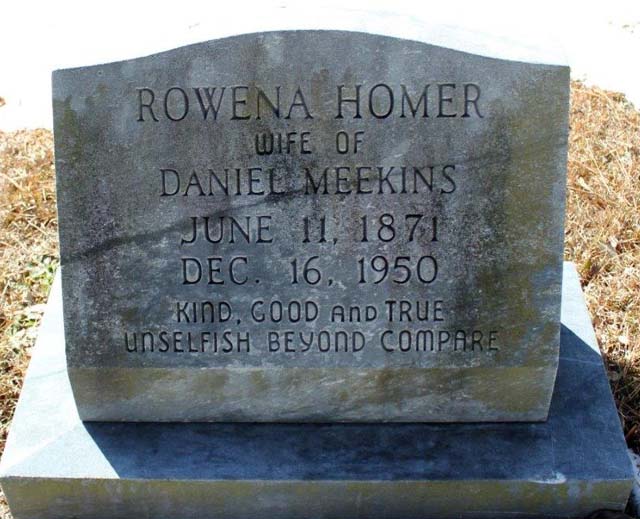 ROWENA HOMER
WIFE OF
DANIEL MEEKINS
JUNE 11, 1871
DEC. 16, 1950
KIND, GOOD AND TRUE
UNSELFISH BEYOND COMPARE